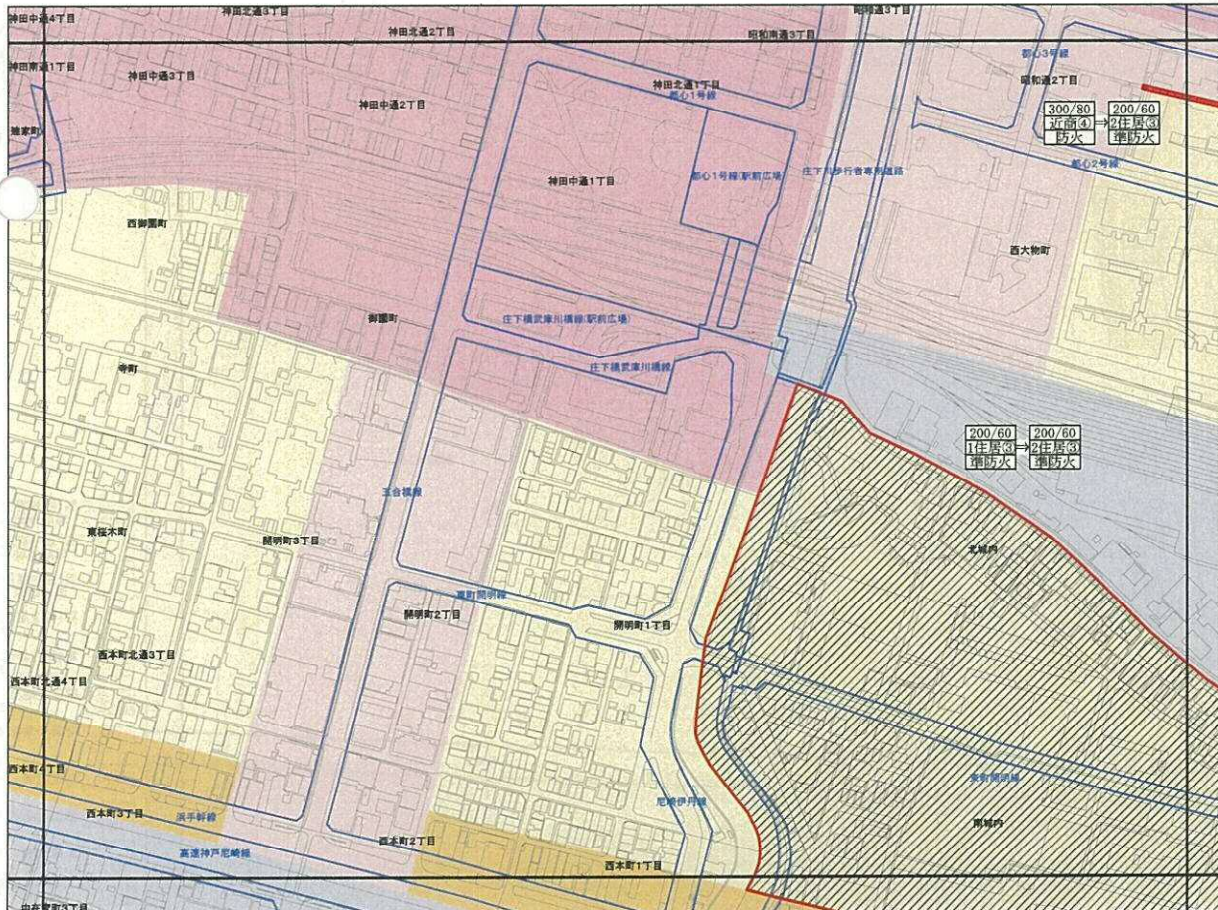 神田中通4丁目
神田北通3丁目
神田北通2丁目
昭和南通3丁目
昭和通3丁目
神田南通1丁目
神田中通3丁目
神田中通2丁目
神田北通1丁目
都心1号線
都心3号線
昭和通2丁目
300/80
近商④
防火
⇒
200/60
2住居③
準防火
都心2号線
神田中通1丁目
都心1号線(駅前広場)
庄下川歩行者専用道路
西御園町
西大物町
御園町
庄下橋武庫川橋線(駅前広場)
庄下橋武庫川橋線
寺町
200/60
1住居③
準防火
⇒
200/60
2住居③
準防火
玉台橋線
東桜木町
開明町3丁目
北城内
東町開明線
開明町2丁目
開明町1丁目
西本町北通3丁目
西本町北通4丁目
西本町4丁目
東町開明線
尼崎伊丹線
西本町3丁目
浜手幹線
南城内
西本町2丁目
高速神戸尼崎線
西本町1丁目
中在家町3丁目